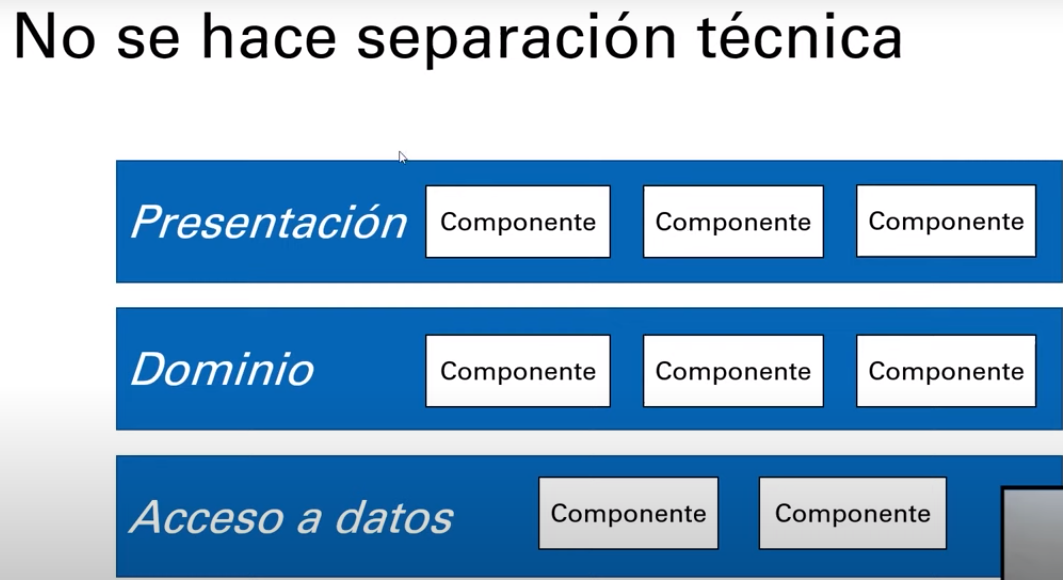 No se hace separación técnica
Presentación Componente Componente Componente
Dominio Componente Componente Componente
Acceso a datos Componente Componente